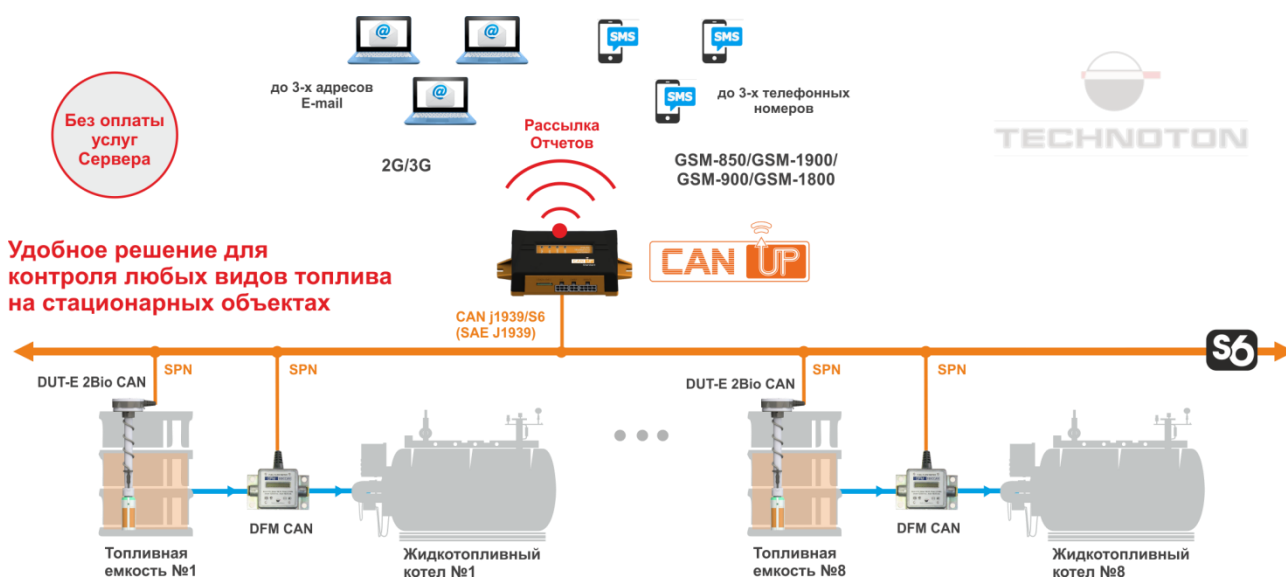 до 3-х адресов
E-mail
SMS
SMS
SMS
до 3-х телефонных
номеров
Без оплаты
услуг
Сервера
Рассылка
Отчетов
2G/3G
GSM-850/GSM-1900/
GSM-900/GSM-1800
TECHNOTON
Удобное решение для
контроля любых видов топлива
на стационарных объектах
CAN UP
CAN j1939/S6
(SAE J1939)
S6
DUT-E 2Bio CAN
SPN
SPN
DUT-E 2Bio CAN
SPN
SPN
DFM CAN
DFM CAN
Топливная
емкость №1
Жидкотопливный
котел №1
Топливная
емкость №8
Жидкотопливный
котел №8